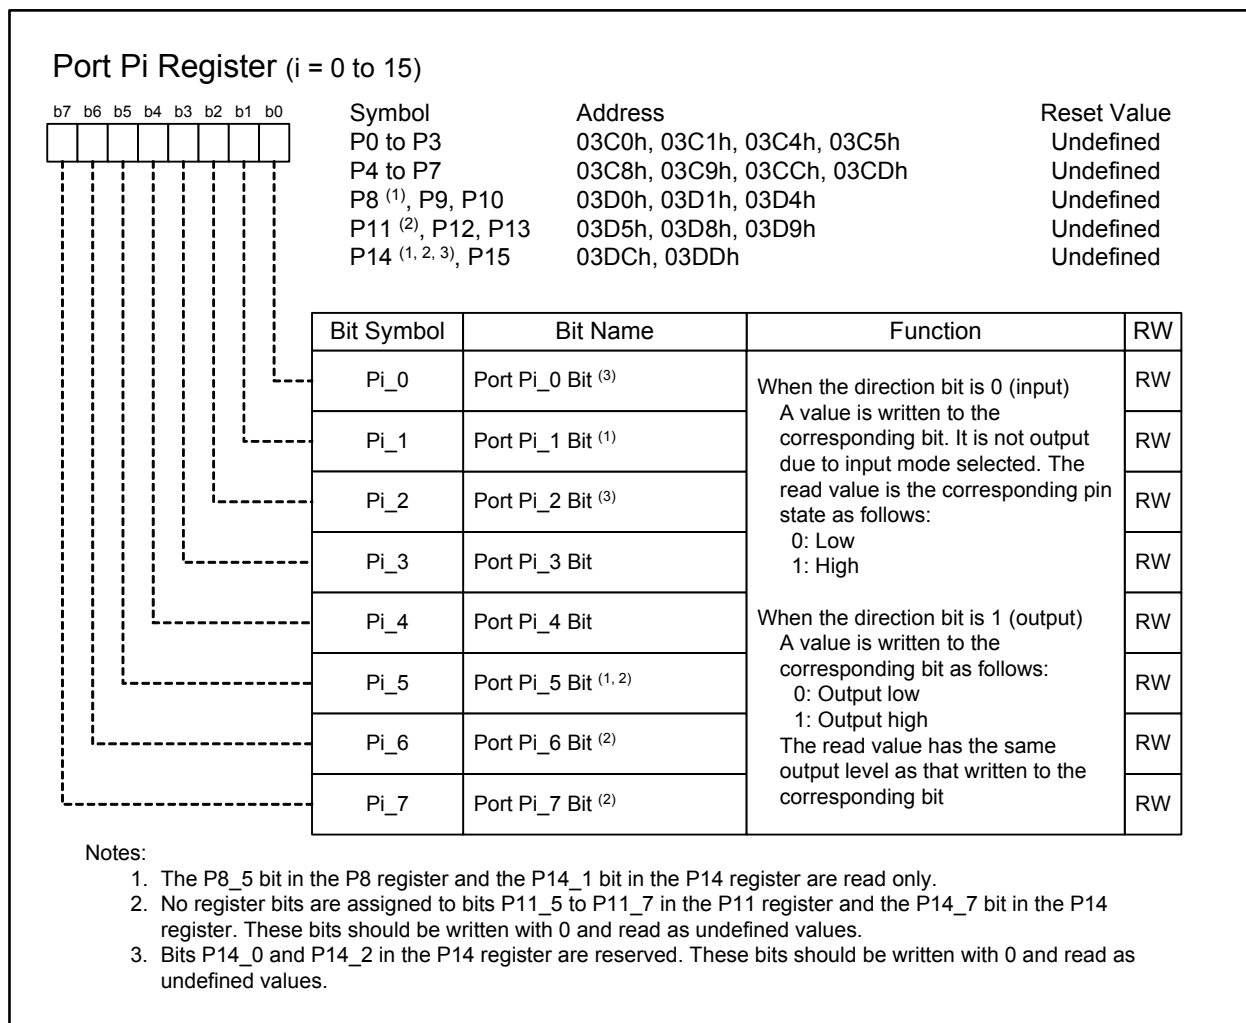 Port Pi Register (i = 0 to 15)
b7 b6 b5 b4 b3 b2 b1 b0
Symbol Address Reset Value
P0 to P3 03C0h, 03C1h, 03C4h, 03C5h Undefined
P4 to P7 03C8h, 03C9h, 03CCh, 03CDh Undefined
P8 (1), P9, P10 03D0h, 03D1h, 03D4h Undefined
P11 (2), P12, P13 03D5h, 03D8h, 03D9h Undefined
P14 (1, 2, 3), P15 03DCh, 03DDh Undefined
Bit Symbol Bit Name Function RW
Pi_0 Port Pi_0 Bit (3) RW
Pi_1 Port Pi_1 Bit (1) RW
Pi_2 Port Pi_2 Bit (3) RW
Pi_3 Port Pi_3 Bit RW
Pi_4 Port Pi_4 Bit RW
Pi_5 Port Pi_5 Bit (1, 2) RW
Pi_6 Port Pi_6 Bit (2) RW
Pi_7 Port Pi_7 Bit (2) RW
When the direction bit is 0 (input)
A value is written to the
corresponding bit. It is not output
due to input mode selected. The
read value is the corresponding pin
state as follows:
0: Low
1: High
When the direction bit is 1 (output)
A value is written to the
corresponding bit as follows:
0: Output low
1: Output high
The read value has the same
output level as that written to the
corresponding bit
Notes:
1. The P8_5 bit in the P8 register and the P14_1 bit in the P14 register are read only.
2. No register bits are assigned to bits P11_5 to P11_7 in the P11 register and the P14_7 bit in the P14
register. These bits should be written with 0 and read as undefined values.
3. Bits P14_0 and P14_2 in the P14 register are reserved. These bits should be written with 0 and read as
undefined values.